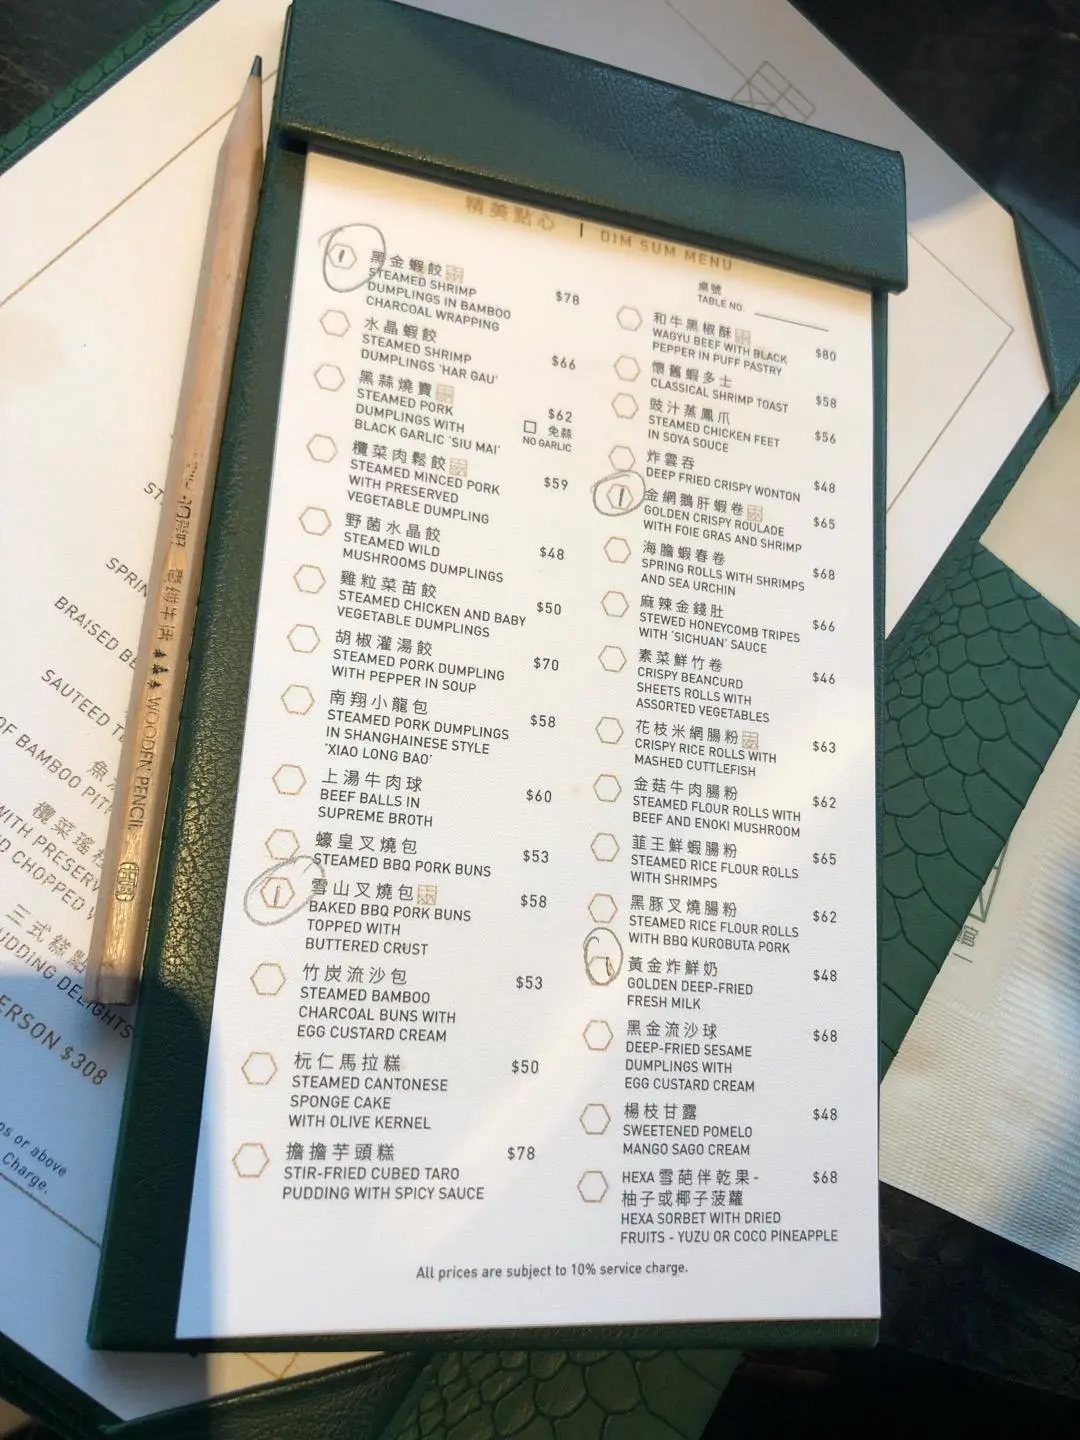 精美點心 | DIM SUM MENU
桌號
TABLE NO.
1 黑金蝦餃
STEAMED SHRIMP
DUMPLINGS IN BAMBOO
CHARCOAL WRAPPING
$78
水晶蝦餃
STEAMED SHRIMP
DUMPLINGS 'HAR GAU'
$66
黑蒜燒賣
STEAMED PORK
DUMPLINGS WITH
BLACK GARLIC 'SIU MAI'
$62
免蒜
NO GARLIC
欖菜肉鬆餃
STEAMED MINCED PORK
WITH PRESERVED
VEGETABLE DUMPLING
$59
野菌水晶餃
STEAMED WILD
MUSHROOMS DUMPLINGS
$48
雞粒菜苗餃
STEAMED CHICKEN AND BABY
VEGETABLE DUMPLINGS
$50
胡椒灌湯餃
STEAMED PORK DUMPLING
WITH PEPPER IN SOUP
$70
南翔小龍包
STEAMED PORK DUMPLINGS
IN SHANGHAINESE STYLE
'XIAO LONG BAO'
$58
上湯牛肉球
BEEF BALLS IN
SUPREME BROTH
$60
蠔皇叉燒包
STEAMED BBQ PORK BUNS
$53
1 雪山叉燒包
BAKED BBQ PORK BUNS
TOPPED WITH
BUTTERED CRUST
$58
竹炭流沙包
STEAMED BAMBOO
CHARCOAL BUNS WITH
EGG CUSTARD CREAM
$53
杬仁馬拉糕
STEAMED CANTONESE
SPONGE CAKE
WITH OLIVE KERNEL
$50
擔擔芋頭糕
STIR-FRIED CUBED TARO
PUDDING WITH SPICY SAUCE
$78
和牛黑椒酥
WAGYU BEEF WITH BLACK
PEPPER IN PUFF PASTRY
$80
懷舊蝦多士
CLASSICAL SHRIMP TOAST
$58
豉汁蒸鳳爪
STEAMED CHICKEN FEET
IN SOYA SOUCE
$56
炸雲吞
DEEP FRIED CRISPY WONTON
$48
1 金網鵝肝蝦卷
GOLDEN CRISPY ROULADE
WITH FOIE GRAS AND SHRIMP
$65
海膽蝦春卷
SPRING ROLLS WITH SHRIMPS
AND SEA URCHIN
$68
麻辣金錢肚
STEWED HONEYCOMB TRIPES
WITH 'SICHUAN' SAUCE
$66
素菜鮮竹卷
CRISPY BEANCURD
SHEETS ROLLS WITH
ASSORTED VEGETABLES
$46
花枝米網腸粉
CRISPY RICE ROLLS WITH
MASHED CUTTLEFISH
$63
金菇牛肉腸粉
STEAMED FLOUR ROLLS WITH
BEEF AND ENOKI MUSHROOM
$62
韮王鮮蝦腸粉
STEAMED RICE FLOUR ROLLS
WITH SHRIMPS
$65
黑豚叉燒腸粉
STEAMED RICE FLOUR ROLLS
WITH BBQ KUROBUTA PORK
$62
1 黃金炸鮮奶
GOLDEN DEEP-FRIED
FRESH MILK
$48
黑金流沙球
DEEP-FRIED SESAME
DUMPLINGS WITH
EGG CUSTARD CREAM
$68
楊枝甘露
SWEETENED POMELO
MANGO SAGO CREAM
$48
HEXA 雪葩伴乾果-
柚子或椰子菠蘿
HEXA SORBET WITH DRIED
FRUITS - YUZU OR COCO PINEAPPLE
$68
All prices are subject to 10% service charge.
WOODEN PENCIL
ST
SPRIN
BRAISED BE
SAUTEED T
OF BAMBOO PIT
欖菜瑤
WITH PRESERV
D CHOPPED
三式糕點
UDDING DELIGHTS
ERSON $308
ns or above
Charge.